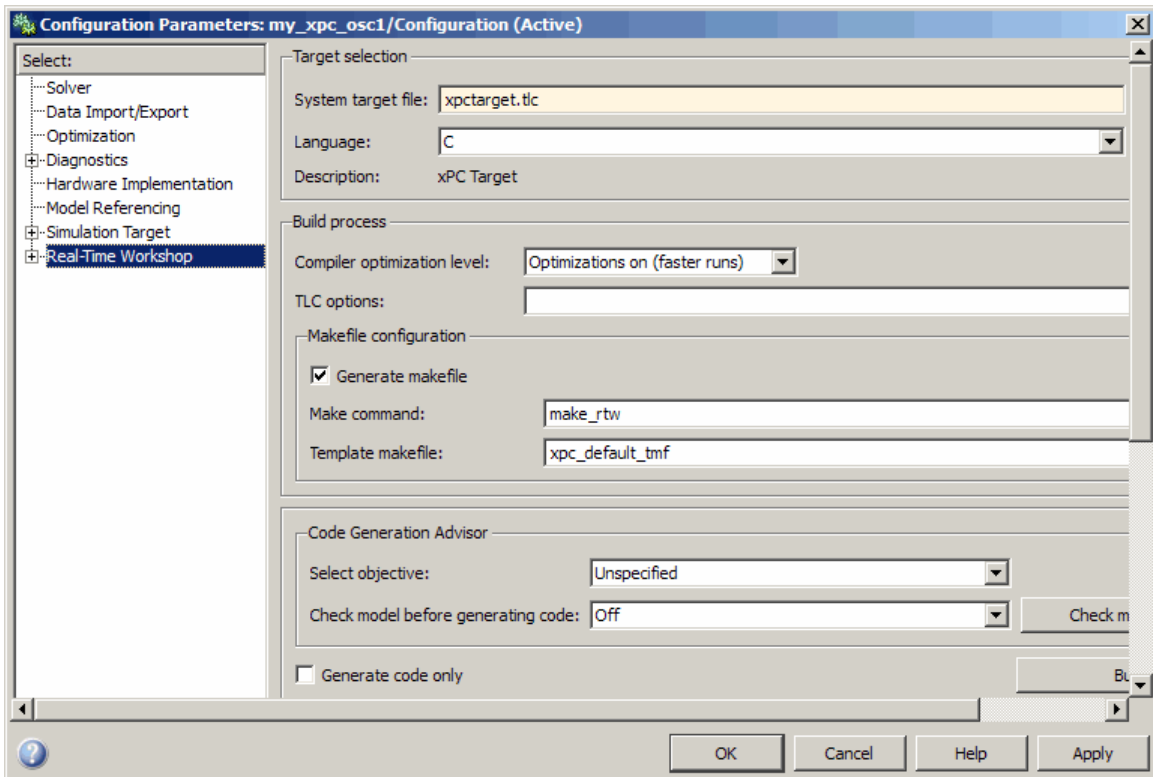 Configuration Parameters: my_xpc_osc1/Configuration (Active)
Select:
Solver
Data Import/Export
Optimization
Diagnostics
Hardware Implementation
Model Referencing
Simulation Target
Real-Time Workshop
Target selection
System target file: xpctarget.tlc
Language: C
Description: xPC Target
Build process
Compiler optimization level: Optimizations on (faster runs)
TLC options:
Makefile configuration
Generate makefile
Make command: make_rtw
Template makefile: xpc_default_tmf
Code Generation Advisor
Select objective: Unspecified
Check model before generating code: Off Check m
Generate code only Bu
OK Cancel Help Apply